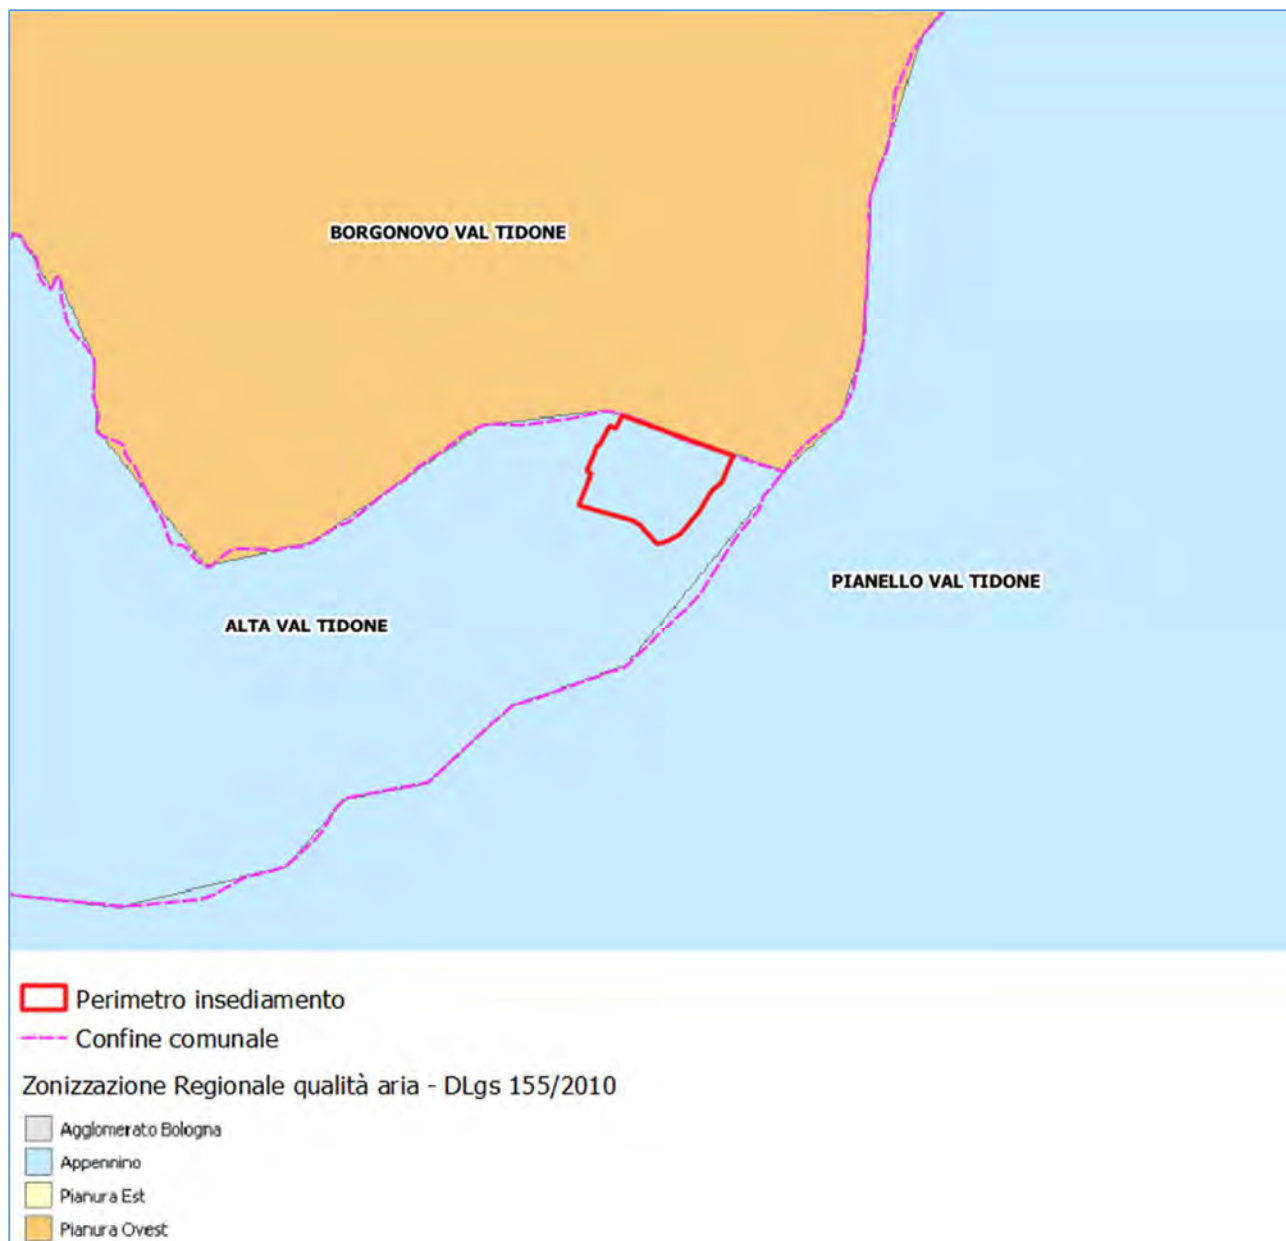 BORGONOVO VAL TIDONE
PIANELLO VAL TIDONE
ALTA VAL TIDONE
Perimetro insediamento
Confine comunale
Zonizzazione Regionale qualità aria - DLgs 155/2010
Agglomerato Bologna
Appennino
Pianura Est
Pianura Ovest